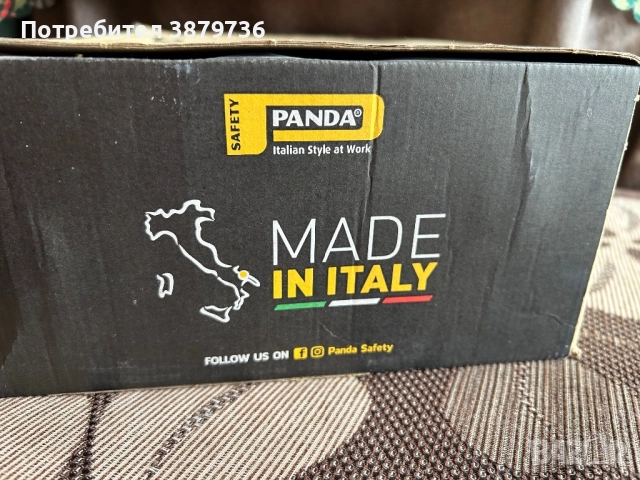 Потребител 3879736
SAFETY
PANDA®
Italian Style at Work
MADE
IN ITALY
FOLLOW US ON
Panda Safety